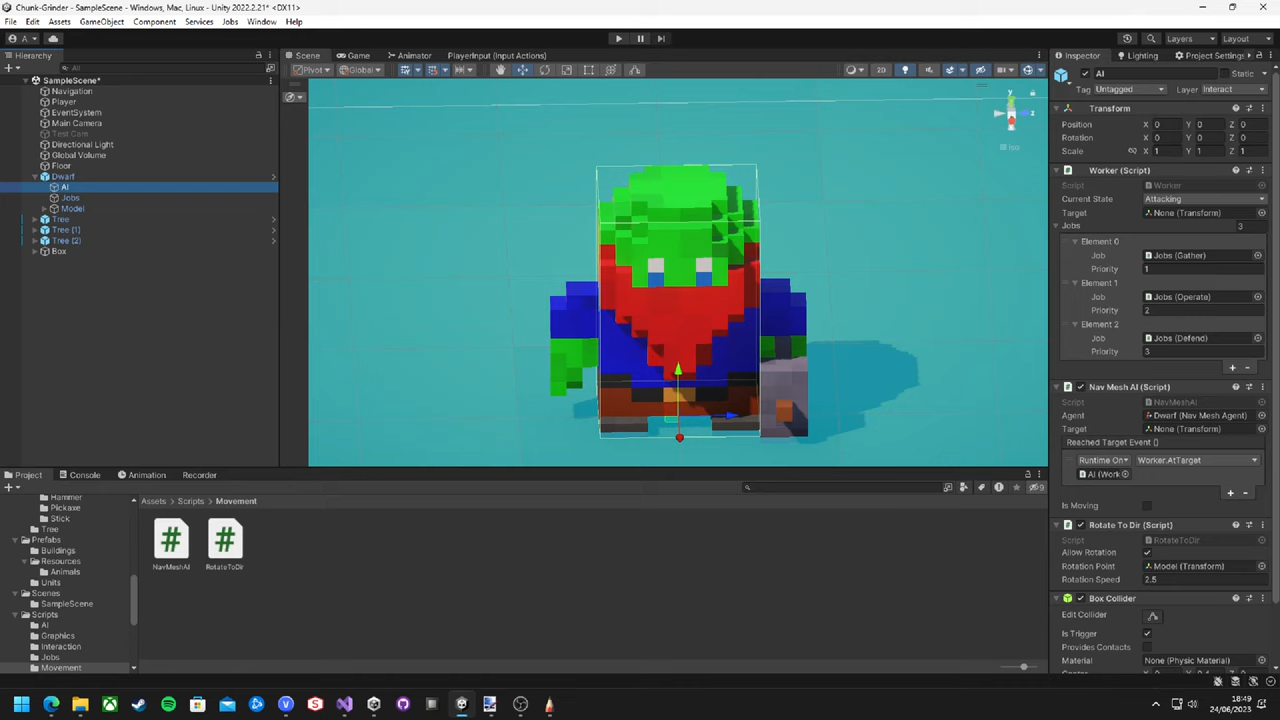 Chunk-Grinder - SampleScene - Windows, Mac, Linux - Unity 2022.2.21* <DX11>
File Edit Assets GameObject Component Services Jobs Window Help
A
Layers Layout
Hierarchy
Scene Game Animator PlayerInput (Input Actions)
Inspector Lighting Project Settings
All
Pivot Global 2D
SampleScene*
Navigation
Player
EventSystem
Main Camera
Test Cam
Directional Light
Global Volume
Floor
Dwarf
AI
Jobs
Model
Tree
Tree (1)
Tree (2)
Box
y
z
Iso
AI Static
Tag Untagged Layer Interact
Transform
Position X 0 Y 0 Z 0
Rotation X 0 Y 0 Z 0
Scale X 1 Y 1 Z 1
Worker (Script)
Script Worker
Current State Attacking
Target None (Transform)
Jobs 3
Element 0
Job Jobs (Gather)
Priority 1
Element 1
Job Jobs (Operate)
Priority 2
Element 2
Job Jobs (Defend)
Priority 3
Nav Mesh AI (Script)
Script NavMeshAI
Agent Dwarf (Nav Mesh Agent)
Target None (Transform)
Reached Target Event ()
Runtime On Worker.AtTarget
AI (Work
Is Moving
Rotate To Dir (Script)
Script RotateToDir
Allow Rotation
Rotation Point Model (Transform)
Rotation Speed 2.5
Box Collider
Edit Collider
Is Trigger
Provides Contacts
Material None (Physic Material)
Project Console Animation Recorder
9
Hammer
Pickaxe
Stick
Tree
Prefabs
Buildings
Resources
Animals
Units
Scenes
SampleScene
Scripts
AI
Graphics
Interaction
Jobs
Movement
Assets Scripts Movement
NavMeshAI RotateToDir
18:49
24/06/2023